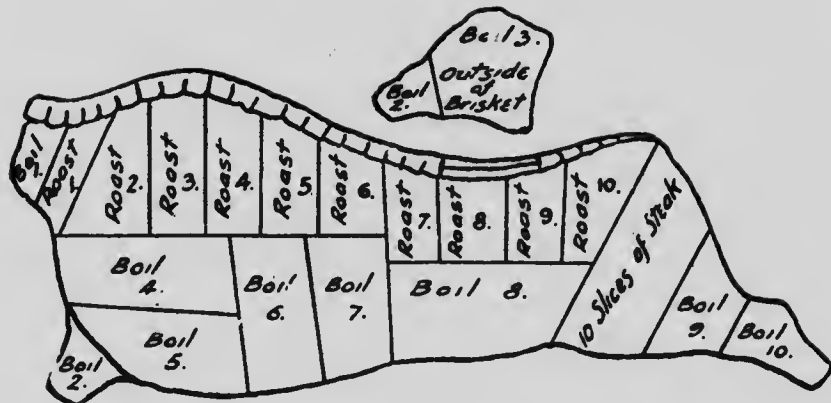 Boil 3.
Outside
of
Brisket
Boil
2.
Boil
1.
Roast
1.
Roast 2.
Roast 3.
Roast 4.
Roast 5.
Roast 6.
Roast 7.
Roast 8.
Roast 9.
Roast 10.
10 Slices of Steak
Boil
4.
Boil
5.
Boil
6.
Boil
7.
Boil 8.
Boil
9.
Boil
10.
Boil
2.